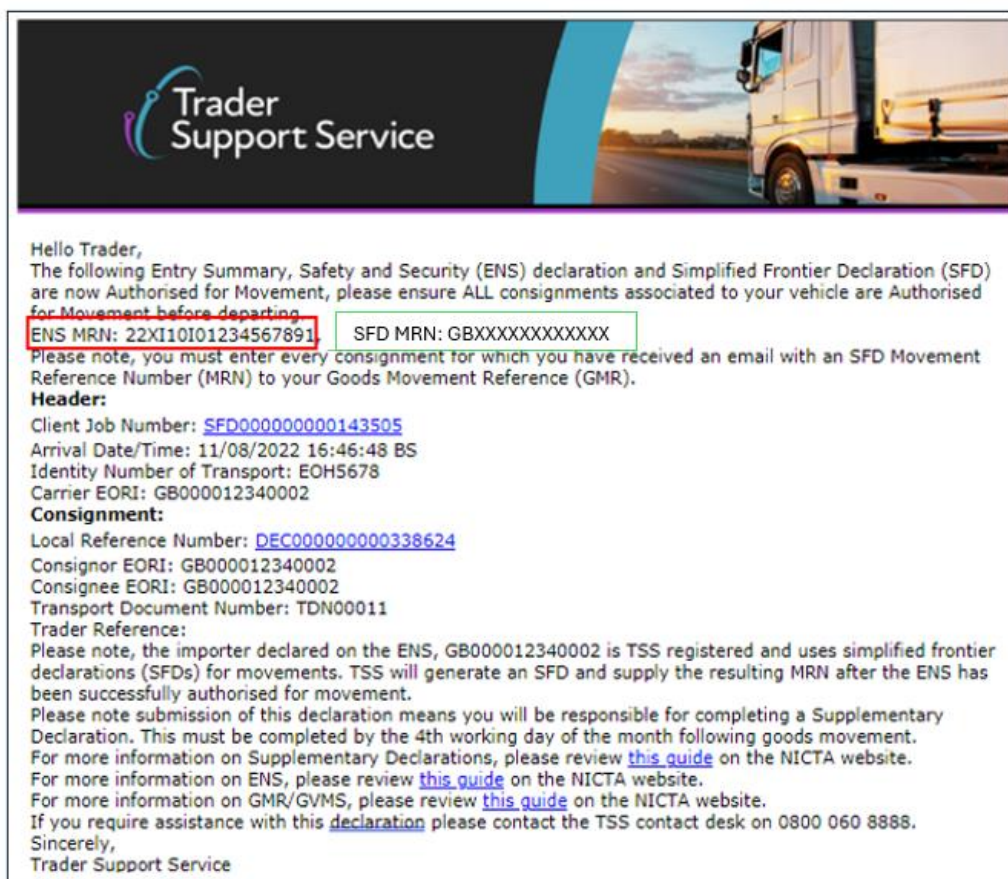 Trader
Support Service
Hello Trader,
The following Entry Summary, Safety and Security (ENS) declaration and Simplified Frontier Declaration (SFD)
are now Authorised for Movement, please ensure ALL consignments associated to your vehicle are Authorised
for Movement before departing.
ENS MRN: 22XI10I01234567891, SFD MRN: GBXXXXXXXXXXXX
Please note, you must enter every consignment for which you have received an email with an SFD Movement
Reference Number (MRN) to your Goods Movement Reference (GMR).
Header:
Client Job Number: SFD000000000143505
Arrival Date/Time: 11/08/2022 16:46:48 BS
Identity Number of Transport: EOH5678
Carrier EORI: GB000012340002
Consignment:
Local Reference Number: DEC000000000338624
Consignor EORI: GB000012340002
Consignee EORI: GB000012340002
Transport Document Number: TDN00011
Trader Reference:
Please note, the importer declared on the ENS, GB000012340002 is TSS registered and uses simplified frontier
declarations (SFDs) for movements. TSS will generate an SFD and supply the resulting MRN after the ENS has
been successfully authorised for movement.
Please note submission of this declaration means you will be responsible for completing a Supplementary
Declaration. This must be completed by the 4th working day of the month following goods movement.
For more information on Supplementary Declarations, please review this guide on the NICTA website.
For more information on ENS, please review this guide on the NICTA website.
For more information on GMR/GVMS, please review this guide on the NICTA website.
If you require assistance with this declaration please contact the TSS contact desk on 0800 060 8888.
Sincerely,
Trader Support Service